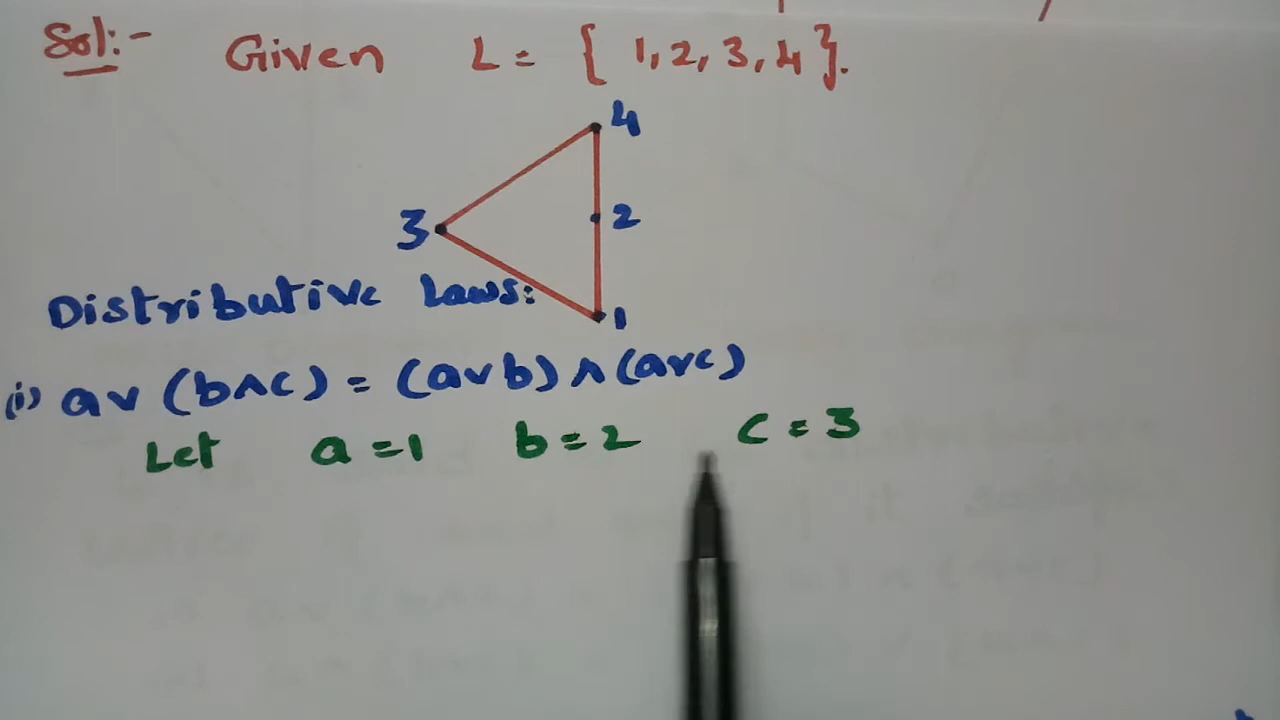 Sol:-
Given L = { 1, 2, 3, 4 }.
4
3
2
Distributive Laws:
1
(i) a∨(b∧c) = (a∨b)∧(a∨c)
Let a=1 b=2 c=3